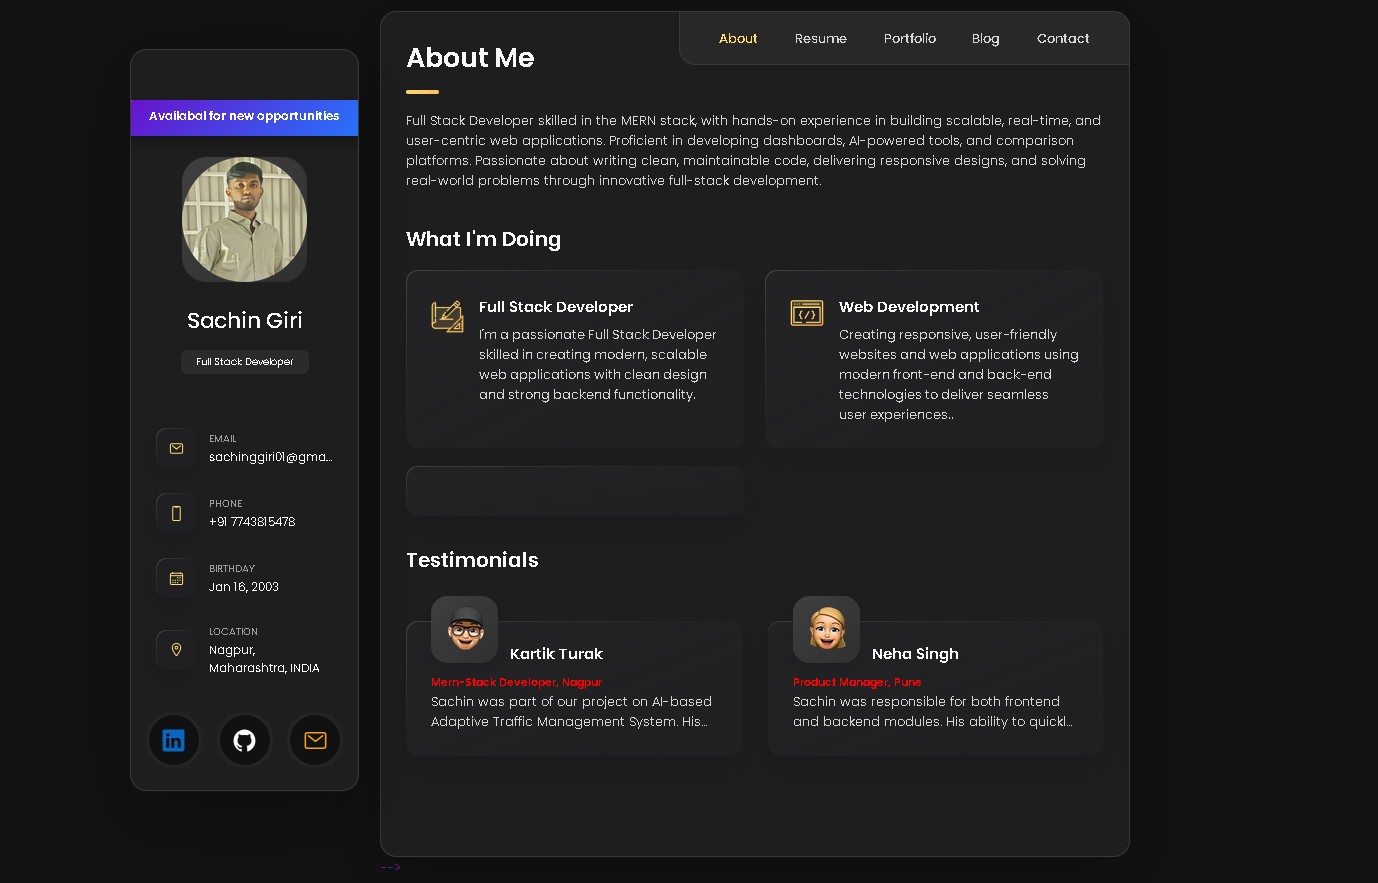 Availabal for new opportunities
Sachin Giri
Full Stack Developer
EMAIL
sachinggiri01@gma...
PHONE
+91 7743815478
BIRTHDAY
Jan 16, 2003
LOCATION
Nagpur,
Maharashtra, INDIA
in
About
Resume
Portfolio
Blog
Contact
About Me
Full Stack Developer skilled in the MERN stack, with hands-on experience in building scalable, real-time, and
user-centric web applications. Proficient in developing dashboards, AI-powered tools, and comparison
platforms. Passionate about writing clean, maintainable code, delivering responsive designs, and solving
real-world problems through innovative full-stack development.
What I'm Doing
Full Stack Developer
I'm a passionate Full Stack Developer
skilled in creating modern, scalable
web applications with clean design
and strong backend functionality.
Web Development
Creating responsive, user-friendly
websites and web applications using
modern front-end and back-end
technologies to deliver seamless
user experiences..
Testimonials
Kartik Turak
Mern-Stack Developer, Nagpur
Sachin was part of our project on AI-based
Adaptive Traffic Management System. His...
Neha Singh
Product Manager, Pune
Sachin was responsible for both frontend
and backend modules. His ability to quickl...
-->